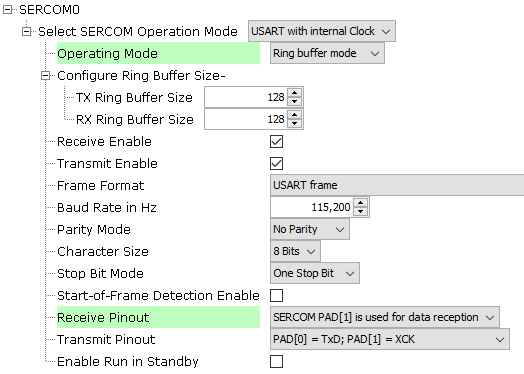 SERCOM0
Select SERCOM Operation Mode USART with internal Clock
Operating Mode Ring buffer mode
Configure Ring Buffer Size-
TX Ring Buffer Size 128
RX Ring Buffer Size 128
Receive Enable
Transmit Enable
Frame Format USART frame
Baud Rate in Hz 115,200
Parity Mode No Parity
Character Size 8 Bits
Stop Bit Mode One Stop Bit
Start-of-Frame Detection Enable
Receive Pinout SERCOM PAD[1] is used for data reception
Transmit Pinout PAD[0] = TxD; PAD[1] = XCK
Enable Run in Standby